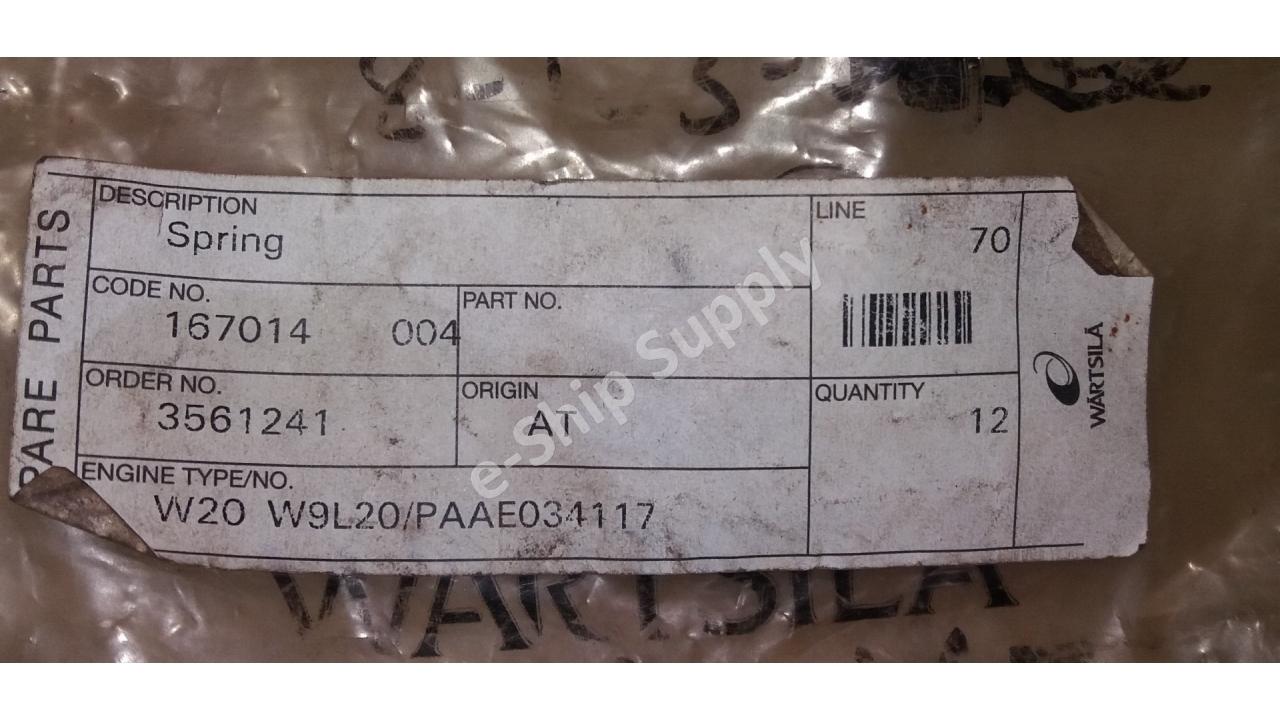 DESCRIPTION
Spring
LINE
70
CODE NO.
167014 004
PART NO.
ORDER NO.
3561241
ORIGIN
AT
QUANTITY
12
ENGINE TYPE/NO.
W20 W9L20/PAAE034117
PARE PARTS
WÄRTSILÄ
e-Ship Supply
WÄRTSILÄ